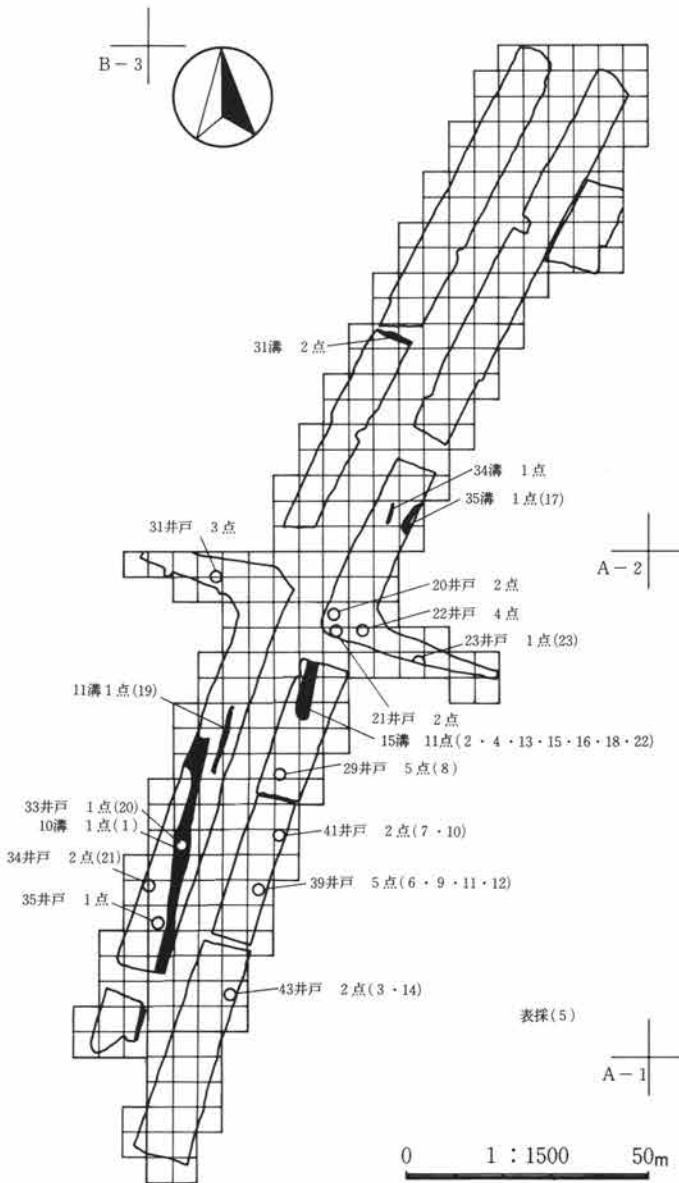 B－3
31溝　2点
34溝　1点
35溝　1点(17)
31井戸　3点
A－2
20井戸　2点
22井戸　4点
23井戸　1点(23)
21井戸　2点
11溝1点(19)
15溝　11点(2・4・13・15・16・18・22)
29井戸　5点(8)
33井戸　1点(20)
10溝　1点(1)
41井戸　2点(7・10)
34井戸　2点(21)
39井戸　5点(6・9・11・12)
35井戸　1点
43井戸　2点(3・14)
表採(5)
A－1
0　1：1500　50m